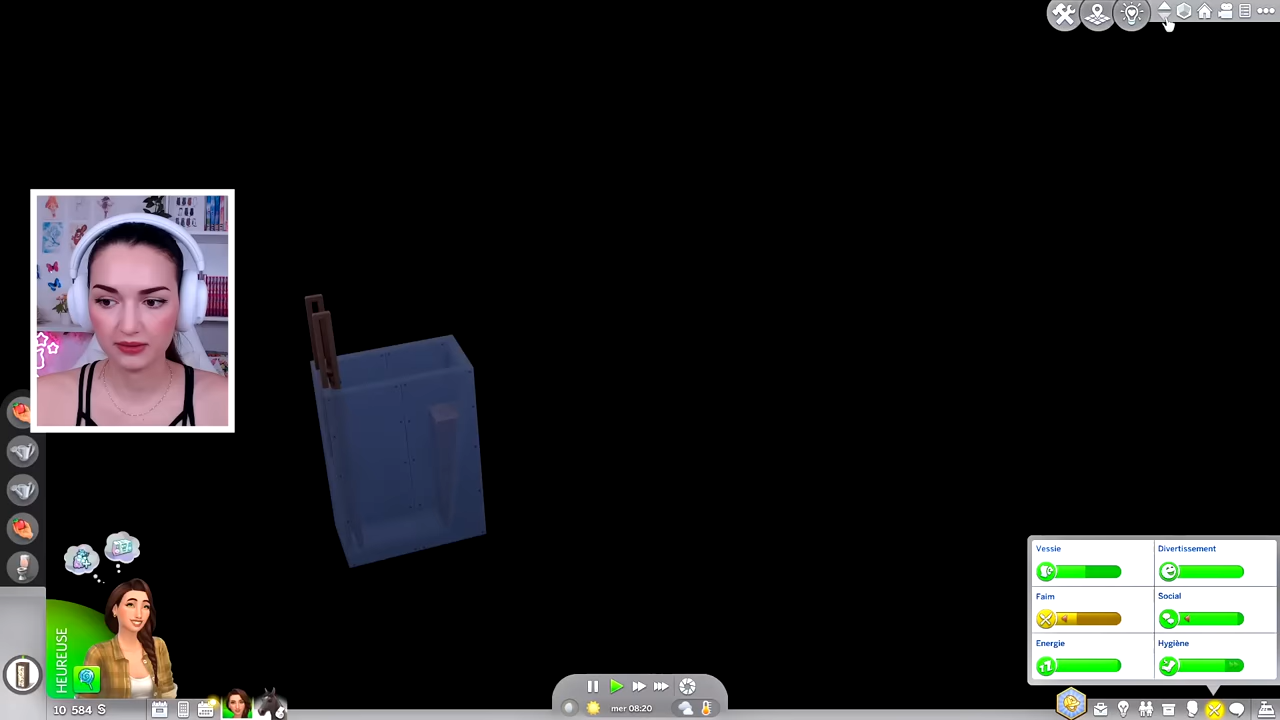 Vessie
Divertissement
Faim
Social
Energie
Hygiène
HEUREUSE
10 584 $
mer 08:20